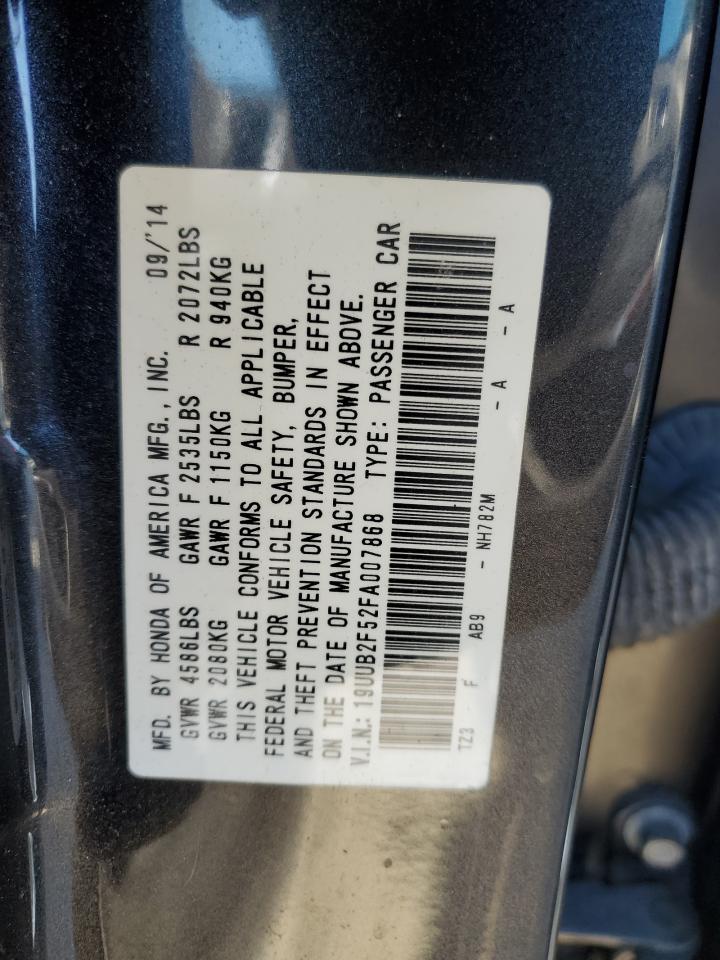 MFD. BY HONDA OF AMERICA MFG., INC. 09/'14
GVWR 4586LBS GAWR F 2535LBS R 2072LBS
GVWR 2080KG GAWR F 1150KG R 940KG
THIS VEHICLE CONFORMS TO ALL APPLICABLE
FEDERAL MOTOR VEHICLE SAFETY, BUMPER,
AND THEFT PREVENTION STANDARDS IN EFFECT
ON THE DATE OF MANUFACTURE SHOWN ABOVE.
V.I.N.: 19UUB2F52FA007868 TYPE: PASSENGER CAR
TZ3 - F AB9 - NH782M - A - A